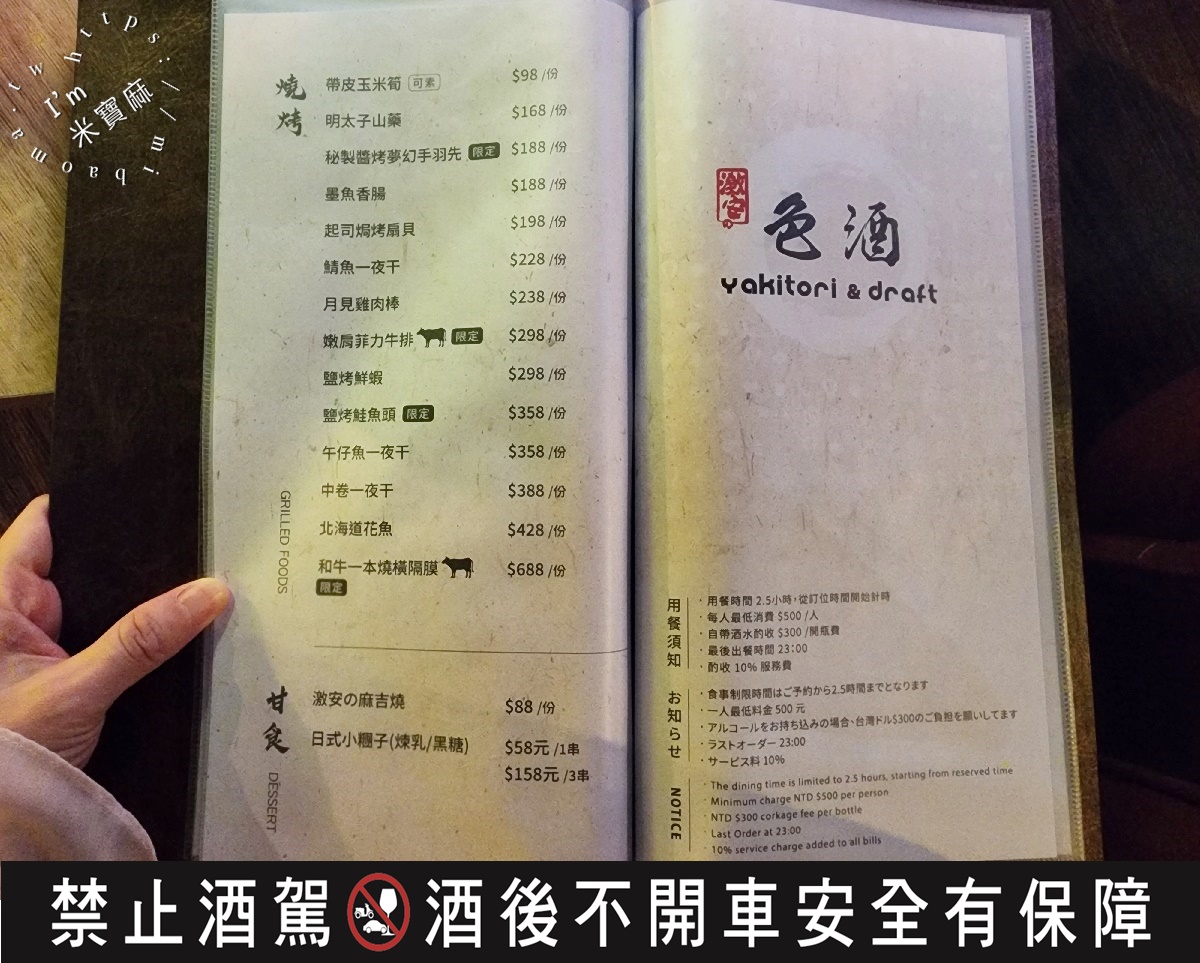 I'm
米寶麻
https://mibaoma.tw
燒烤
帶皮玉米筍 可素 $98 /份
明太子山藥 $168 /份
秘製醬烤夢幻手羽先 限定 $188 /份
墨魚香腸 $188 /份
起司焗烤扇貝 $198 /份
鯖魚一夜干 $228 /份
月見雞肉棒 $238 /份
嫩肩菲力牛排 限定 $298 /份
鹽烤鮮蝦 $298 /份
鹽烤鮭魚頭 限定 $358 /份
午仔魚一夜干 $358 /份
中卷一夜干 $388 /份
北海道花魚 $428 /份
和牛一本燒橫隔膜 $688 /份
限定
GRILLED FOODS
甘食
激安の麻吉燒 $88 /份
日式小糰子(煉乳/黑糖) $58元 /1串
$158元 /3串
DESSERT
激安の
色酒
yakitori & draft
用餐須知
· 用餐時間 2.5小時，從訂位時間開始計時
· 每人最低消費 $500 /人
· 自帶酒水酌收 $300 /開瓶費
· 最後出餐時間 23:00
· 酌收 10% 服務費
お知らせ
· 食事制限時間はご予約から2.5時間までとなります
· 一人最低料金 500 元
· アルコールをお持ち込みの場合、台湾ドル$300のご負担を願いしてます
· ラストオーダー 23:00
· サービス料 10%
NOTICE
· The dining time is limited to 2.5 hours, starting from reserved time
· Minimum charge NTD $500 per person
· NTD $300 corkage fee per bottle
· Last Order at 23:00
· 10% service charge added to all bills
禁止酒駕 酒後不開車安全有保障